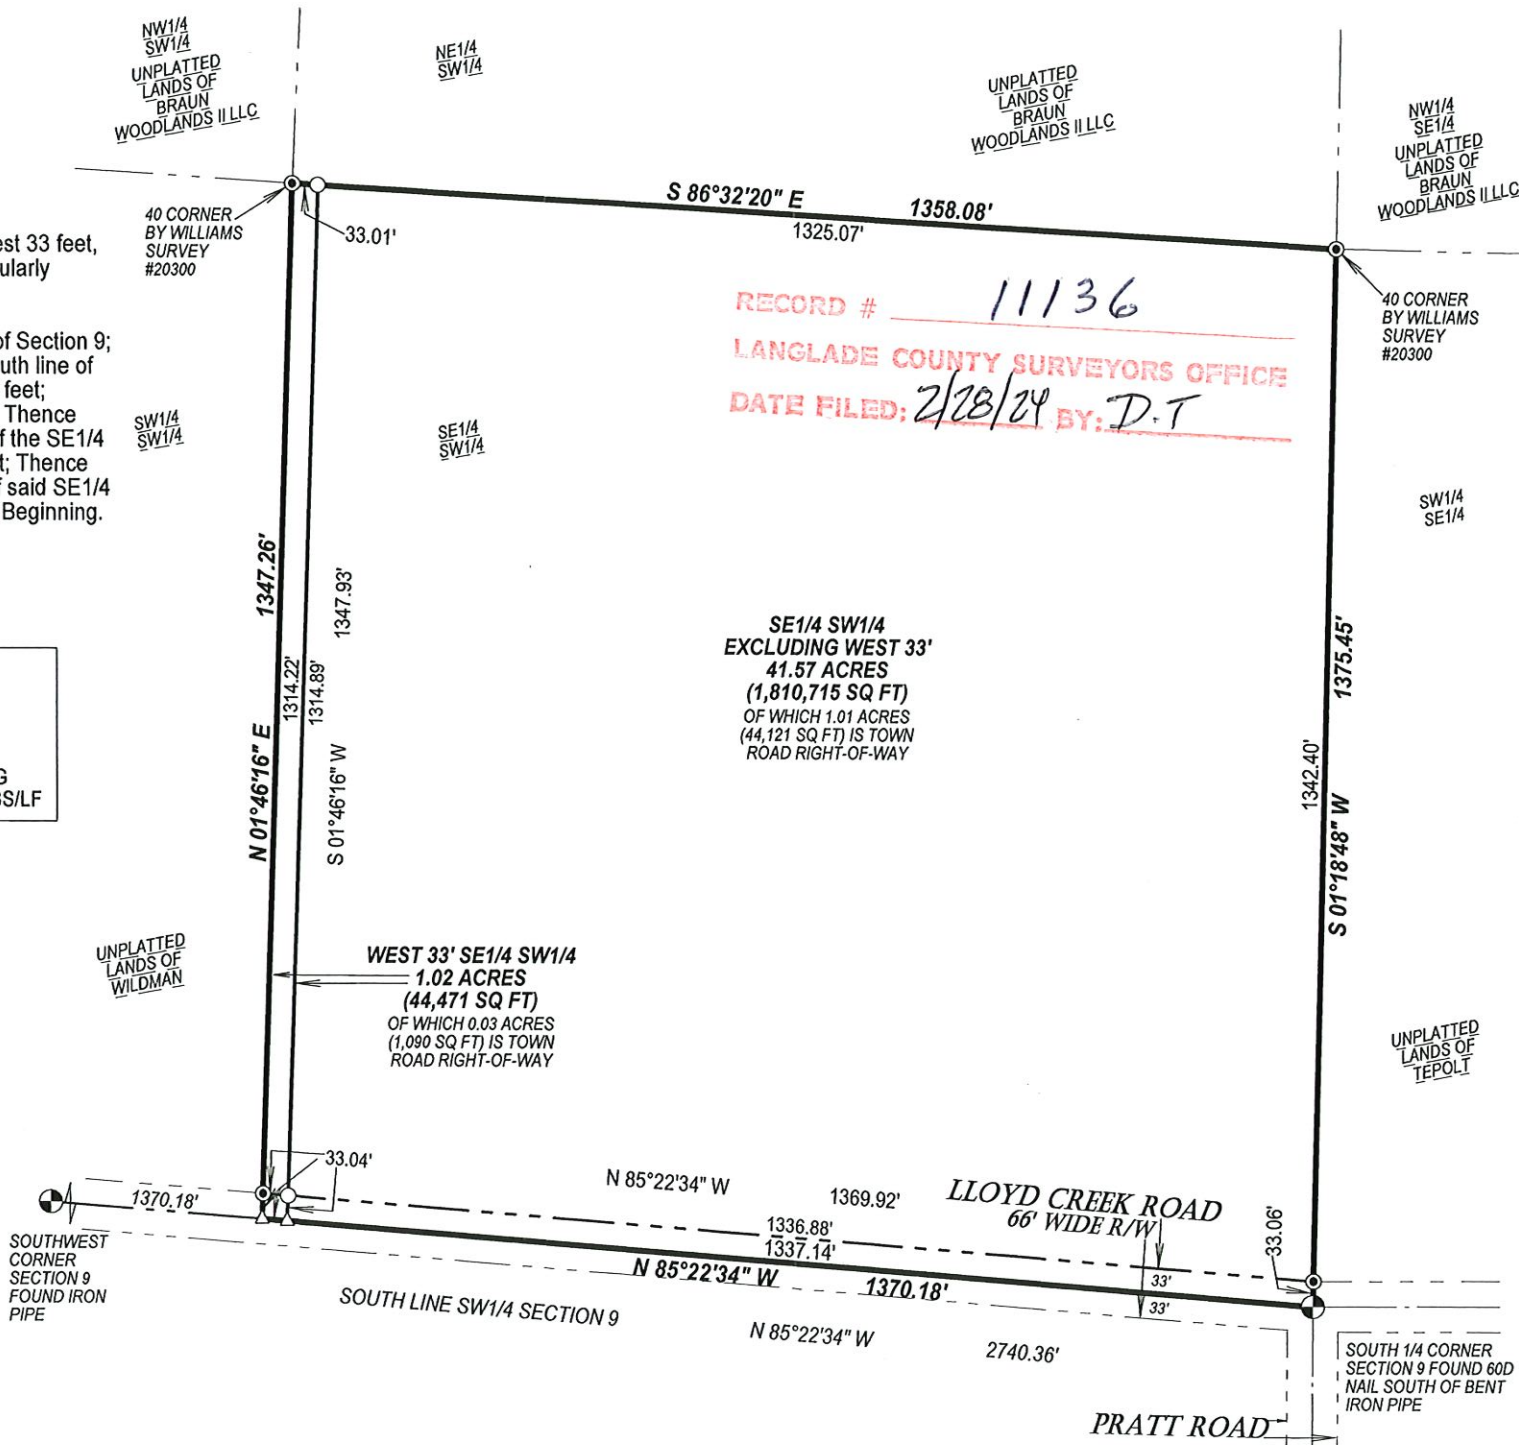 NW1/4
SW1/4
UNPLATTED
LANDS OF
BRAUN
WOODLANDS II LLC
NE1/4
SW1/4
UNPLATTED
LANDS OF
BRAUN
WOODLANDS II LLC
NW1/4
SE1/4
UNPLATTED
LANDS OF
BRAUN
WOODLANDS II LLC
40 CORNER
BY WILLIAMS
SURVEY
#20300
33.01'
S 86°32'20" E 1358.08'
1325.07'
40 CORNER
BY WILLIAMS
SURVEY
#20300
est 33 feet,
ularly
of Section 9;
uth line of
feet;
Thence
f the SE1/4
t; Thence
f said SE1/4
Beginning.
RECORD # 11136
LANGLADE COUNTY SURVEYORS OFFICE
DATE FILED: 2/28/24 BY: D.T
SW1/4
SW1/4
SE1/4
SW1/4
SW1/4
SE1/4
G
BS/LF
N 01°46'16" E 1347.26'
1314.22'
1314.89'
S 01°46'16" W 1347.93'
SE1/4 SW1/4
EXCLUDING WEST 33'
41.57 ACRES
(1,810,715 SQ FT)
OF WHICH 1.01 ACRES
(44,121 SQ FT) IS TOWN
ROAD RIGHT-OF-WAY
1342.40'
S 01°18'48" W 1375.45'
UNPLATTED
LANDS OF
WILDMAN
WEST 33' SE1/4 SW1/4
1.02 ACRES
(44,471 SQ FT)
OF WHICH 0.03 ACRES
(1,090 SQ FT) IS TOWN
ROAD RIGHT-OF-WAY
UNPLATTED
LANDS OF
TEPOLT
33.04'
1370.18'
N 85°22'34" W 1369.92'
LLOYD CREEK ROAD
66' WIDE R/W
33.06'
1336.88'
1337.14'
33'
33'
N 85°22'34" W 1370.18'
SOUTHWEST
CORNER
SECTION 9
FOUND IRON
PIPE
SOUTH LINE SW1/4 SECTION 9
N 85°22'34" W 2740.36'
SOUTH 1/4 CORNER
SECTION 9 FOUND 60D
NAIL SOUTH OF BENT
IRON PIPE
PRATT ROAD